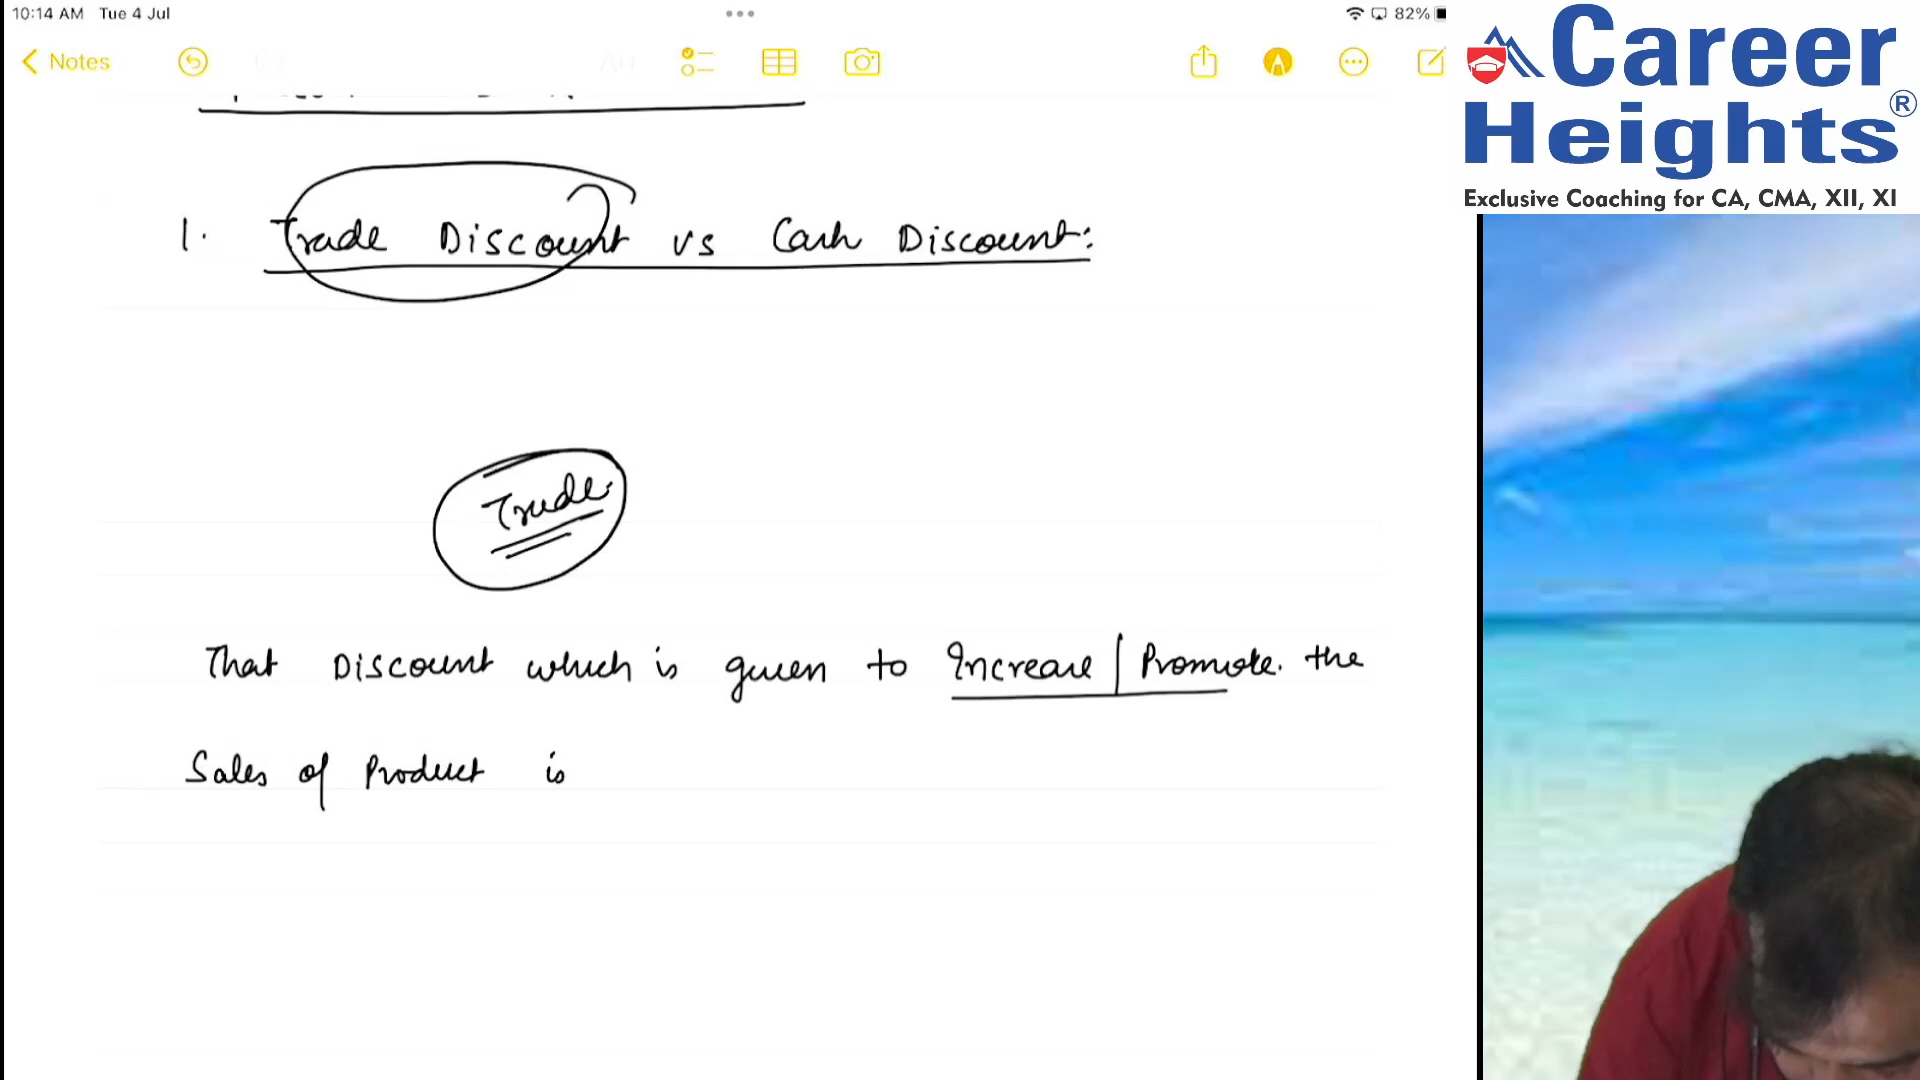 10:14 AM Tue 4 Jul
82%
Notes
Career
Heights®
Exclusive Coaching for CA, CMA, XII, XI
1. Trade Discount vs Cash Discount:
Trade
That Discount which is given to Increase | Promote. the
Sales of Product is